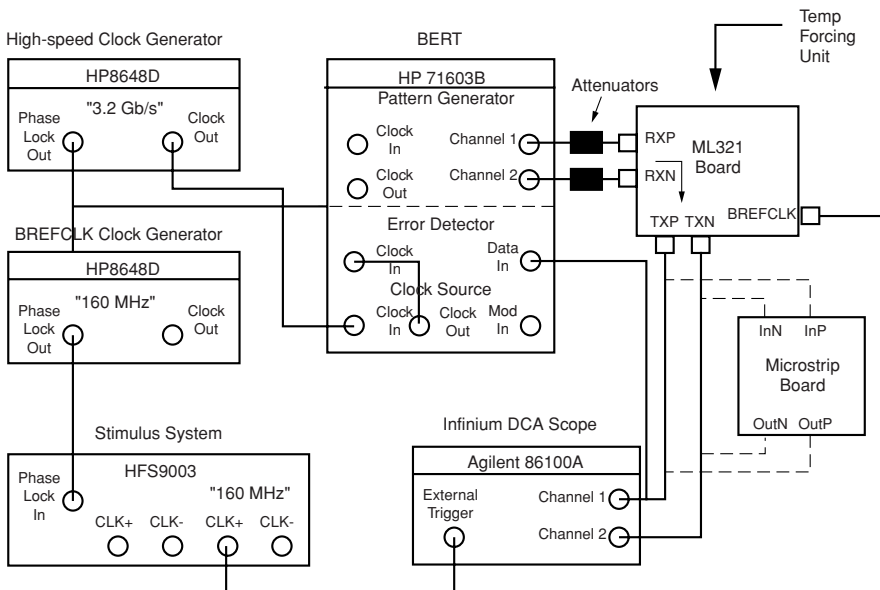 High-speed Clock Generator
HP8648D
"3.2 Gb/s"
Phase
Lock
Out
Clock
Out
BREFCLK Clock Generator
HP8648D
"160 MHz"
Phase
Lock
Out
Clock
Out
Stimulus System
HFS9003
"160 MHz"
Phase
Lock
In
CLK+
CLK-
CLK+
CLK-
BERT
HP 71603B
Pattern Generator
Clock
In
Channel 1
Clock
Out
Channel 2
Error Detector
Clock
In
Data
In
Clock Source
Clock
In
Clock
Out
Mod
In
Attenuators
Temp
Forcing
Unit
RXP
ML321
Board
RXN
TXP
TXN
BREFCLK
InN
InP
Microstrip
Board
OutN
OutP
Infinium DCA Scope
Agilent 86100A
External
Trigger
Channel 1
Channel 2